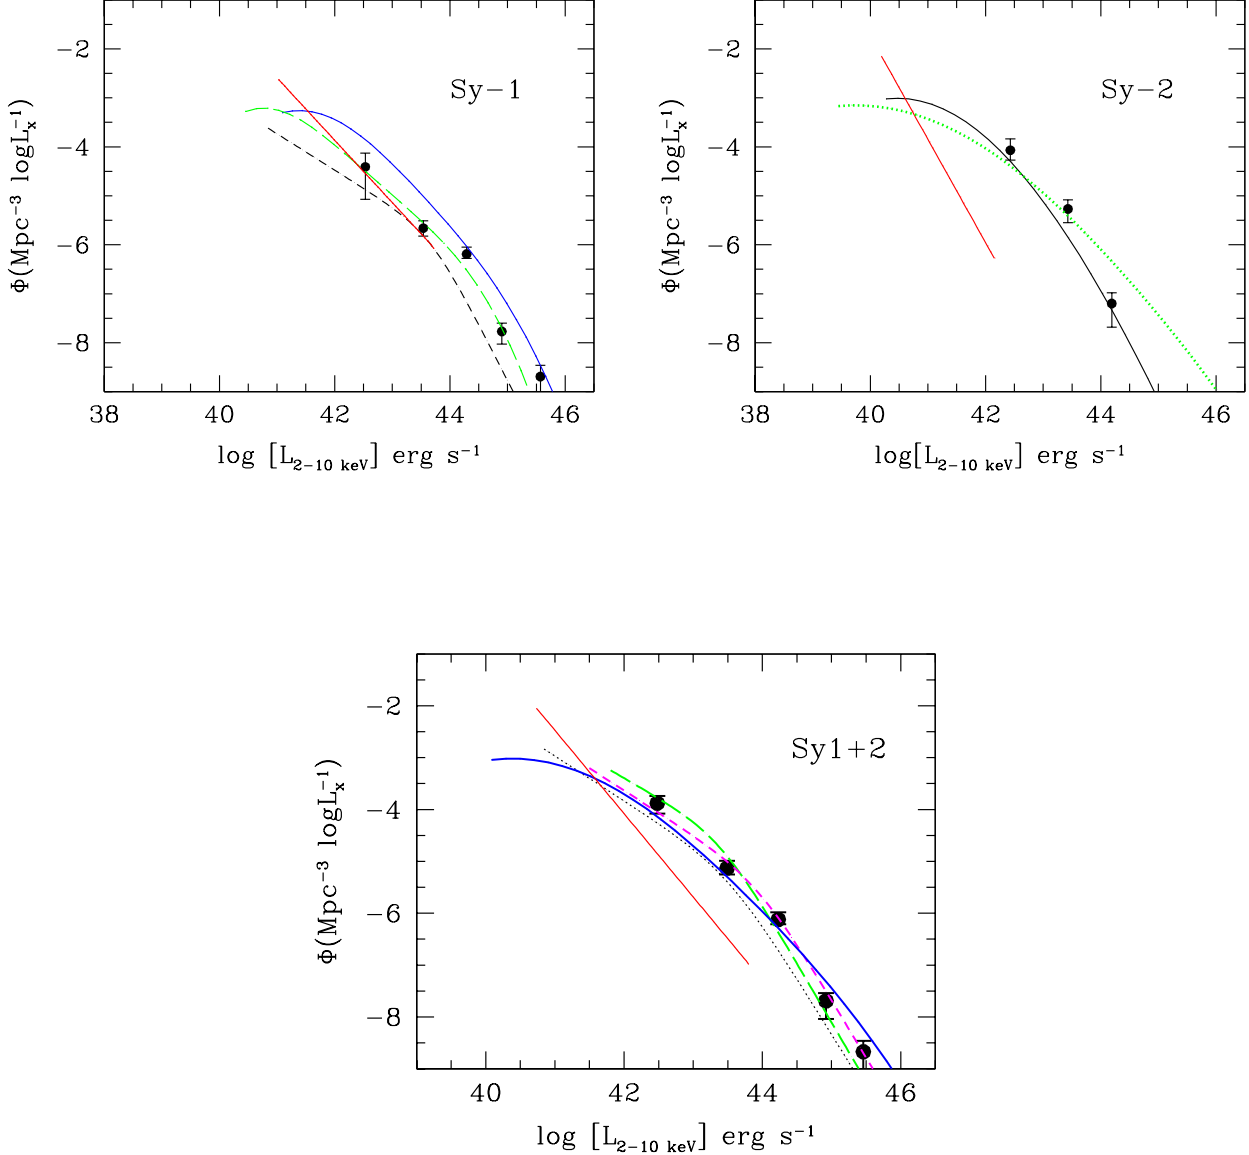 Sy−1
−2
−4
−6
−8
Φ(Mpc⁻³ logLₓ⁻¹)
38 40 42 44 46
log [L₂₋₁₀ keV] erg s⁻¹
Sy−2
−2
−4
−6
−8
Φ(Mpc⁻³ logLₓ⁻¹)
38 40 42 44 46
log[L₂₋₁₀ keV] erg s⁻¹
Sy1+2
−2
−4
−6
−8
Φ(Mpc⁻³ logLₓ⁻¹)
40 42 44 46
log [L₂₋₁₀ keV] erg s⁻¹